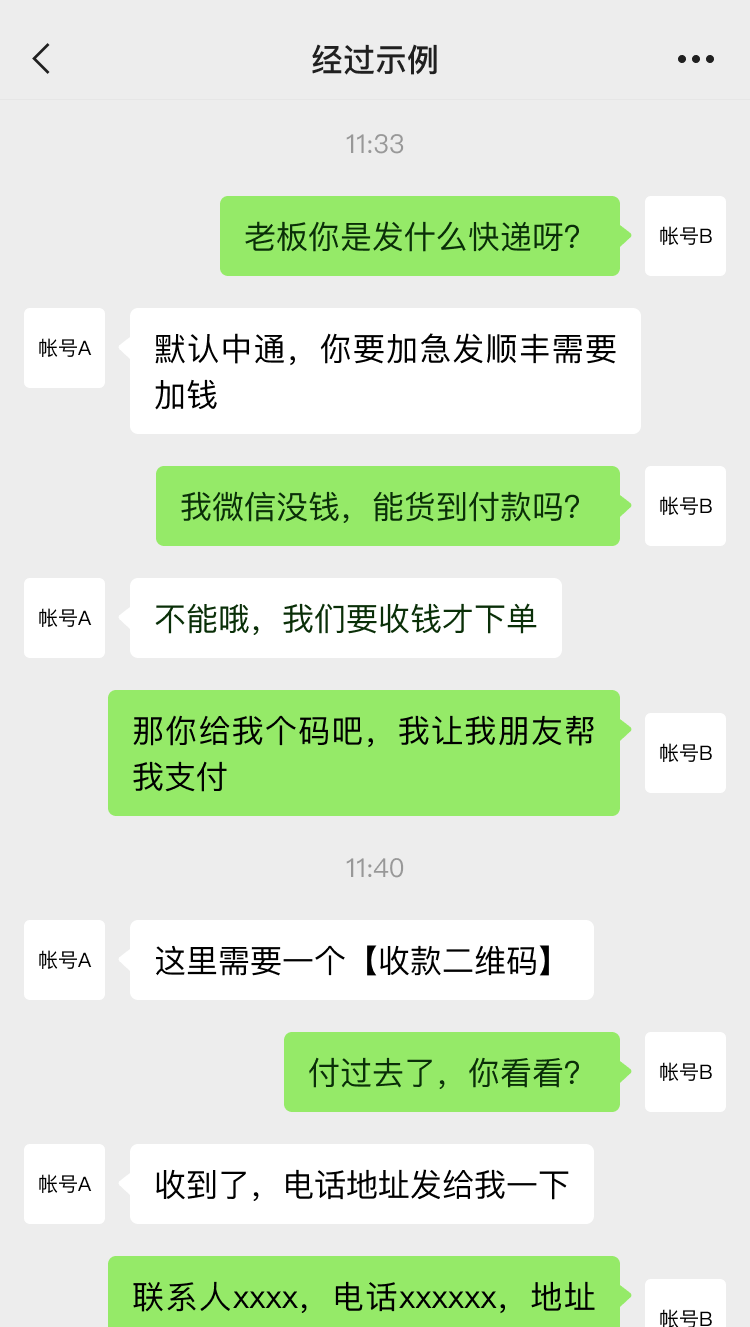 经过示例
11:33
老板你是发什么快递呀?
帐号B
帐号A
默认中通，你要加急发顺丰需要
加钱
我微信没钱，能货到付款吗?
帐号B
帐号A
不能哦，我们要收钱才下单
那你给我个码吧，我让我朋友帮
我支付
帐号B
11:40
帐号A
这里需要一个【收款二维码】
付过去了，你看看?
帐号B
帐号A
收到了，电话地址发给我一下
联系人xxxx，电话xxxxxx，地址
帐号B